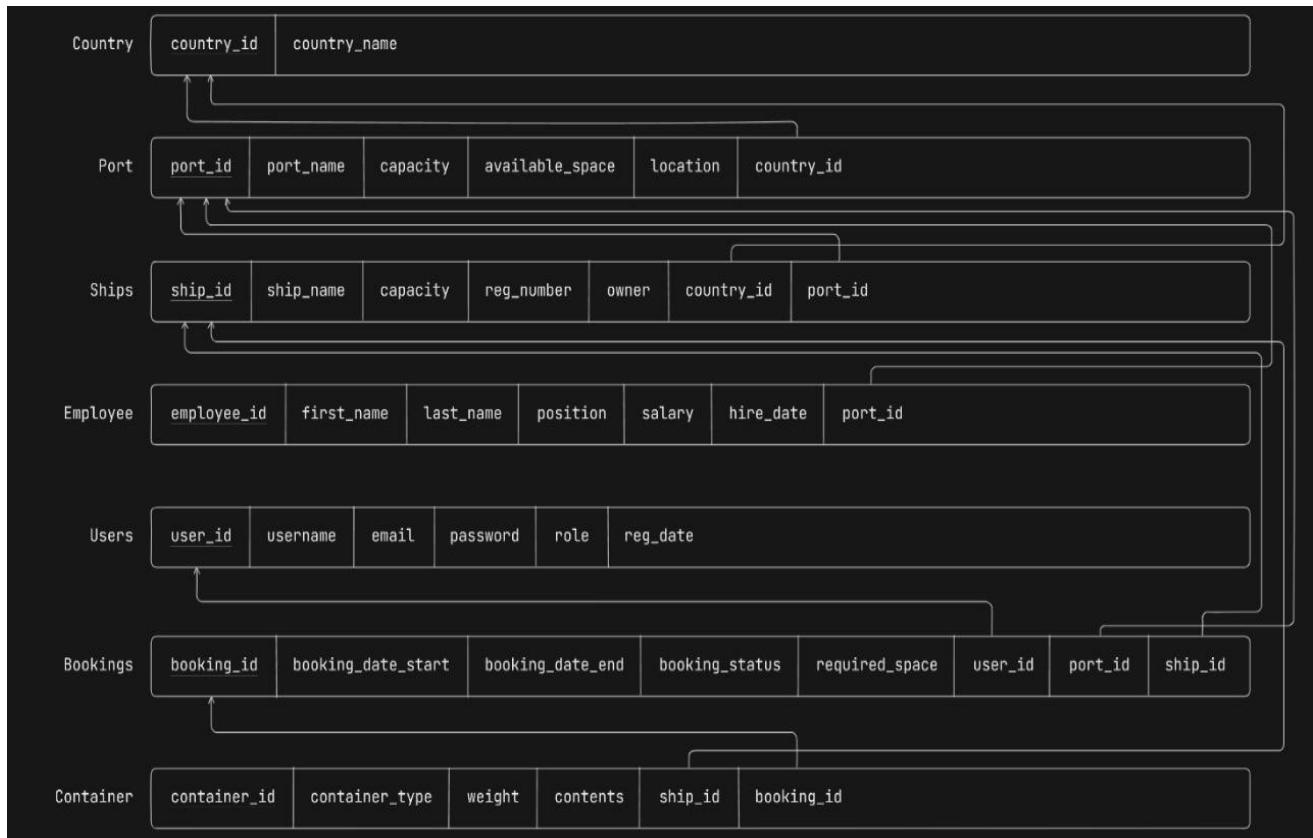 Country country_id country_name
Port port_id port_name capacity available_space location country_id
Ships ship_id ship_name capacity reg_number owner country_id port_id
Employee employee_id first_name last_name position salary hire_date port_id
Users user_id username email password role reg_date
Bookings booking_id booking_date_start booking_date_end booking_status required_space user_id port_id ship_id
Container container_id container_type weight contents ship_id booking_id